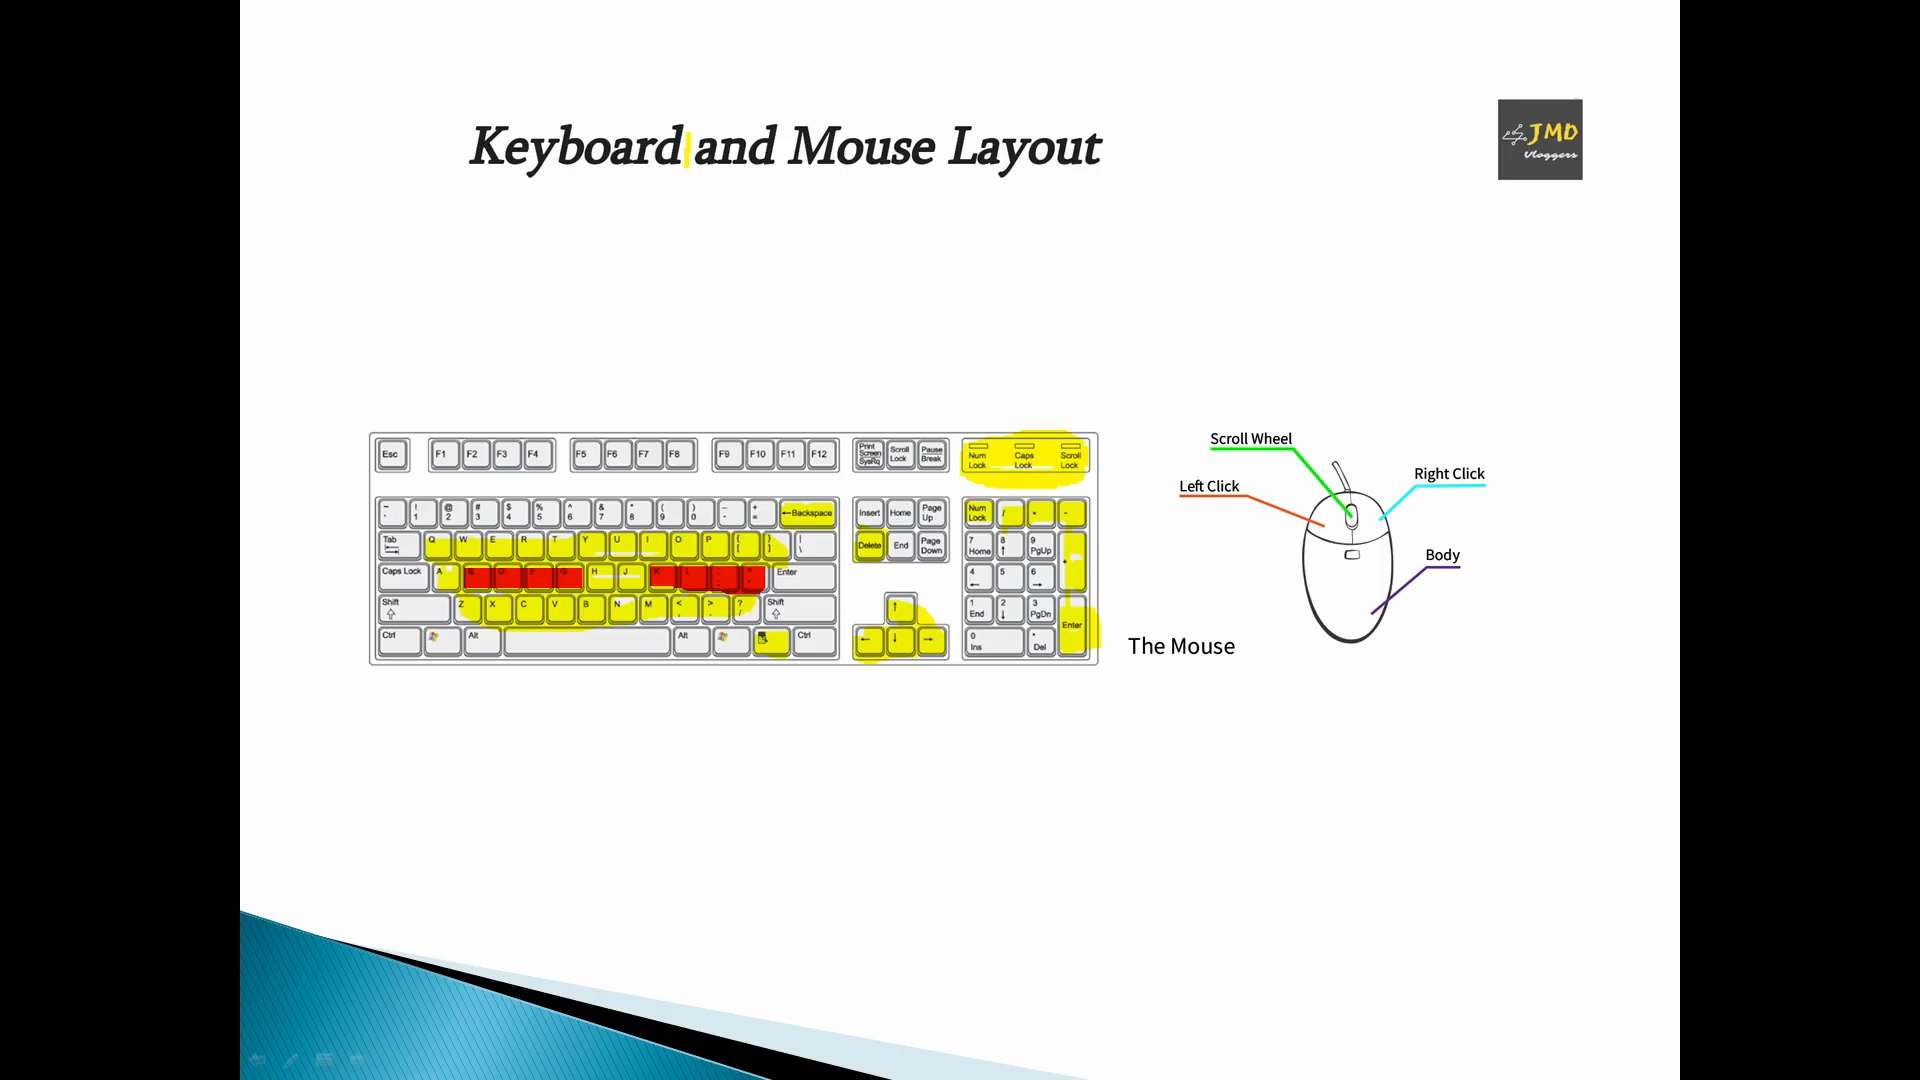 Keyboard and Mouse Layout
JMD
Vloggers
Esc F1 F2 F3 F4 F5 F6 F7 F8 F9 F10 F11 F12 Print Screen SysRq Scroll Lock Pause Break Num Lock Caps Lock Scroll Lock
~ ` ! 1 @ 2 # 3 $ 4 % 5 ^ 6 & 7 * 8 ( 9 ) 0 _ - + = ←Backspace Insert Home Page Up Num Lock / * -
Tab Q W E R T Y U I O P { [ } ] | \ Delete End Page Down 7 Home 8 ↑ 9 PgUp +
Caps Lock A S D F G H J K L : ; " ' Enter 4 ← 5 6 →
Shift Z X C V B N M < , > . ? / Shift ↑ 1 End 2 ↓ 3 PgDn Enter
Ctrl Alt Alt Ctrl ← ↓ → 0 Ins . Del
Scroll Wheel
Left Click
Right Click
Body
The Mouse